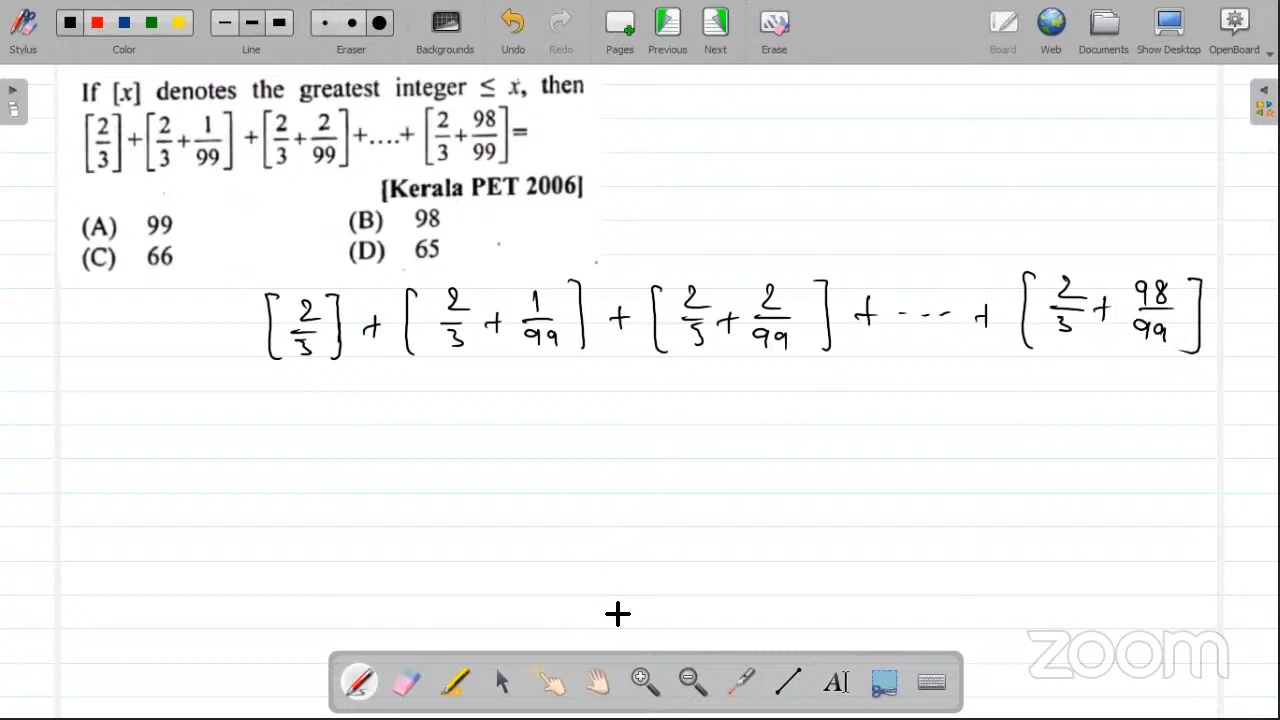 Stylus Color Line Eraser Backgrounds Undo Redo Pages Previous Next Erase Board Web Documents Show Desktop OpenBoard
If [x] denotes the greatest integer ≤ x, then
[2/3] + [2/3 + 1/99] + [2/3 + 2/99] + .... + [2/3 + 98/99] =
[Kerala PET 2006]
(A) 99 (B) 98
(C) 66 (D) 65
[2/3] + [2/3 + 1/99] + [2/3 + 2/99] + --- + [2/3 + 98/99]
zoom